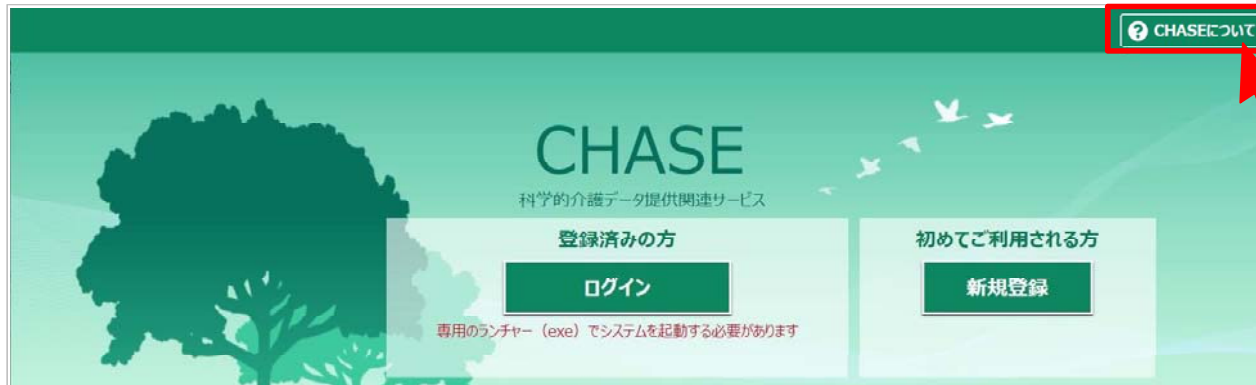 ? CHASEについて
CHASE
科学的介護データ提供関連サービス
登録済みの方
ログイン
専用のランチャー（exe）でシステムを起動する必要があります
初めてご利用される方
新規登録